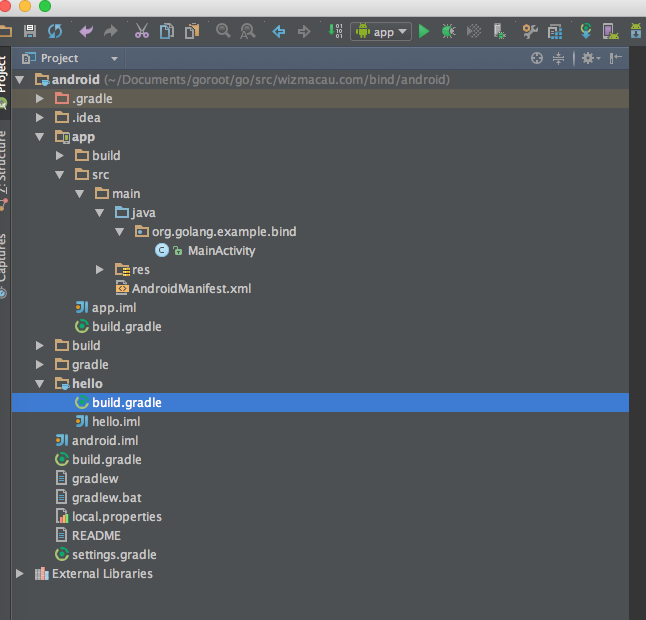 app
Project
Project
android (~/Documents/goroot/go/src/wizmacau.com/bind/android)
.gradle
.idea
app
build
src
main
java
org.golang.example.bind
MainActivity
res
AndroidManifest.xml
app.iml
build.gradle
build
gradle
hello
build.gradle
hello.iml
android.iml
build.gradle
gradlew
gradlew.bat
local.properties
README
settings.gradle
External Libraries
Z: Structure
Captures